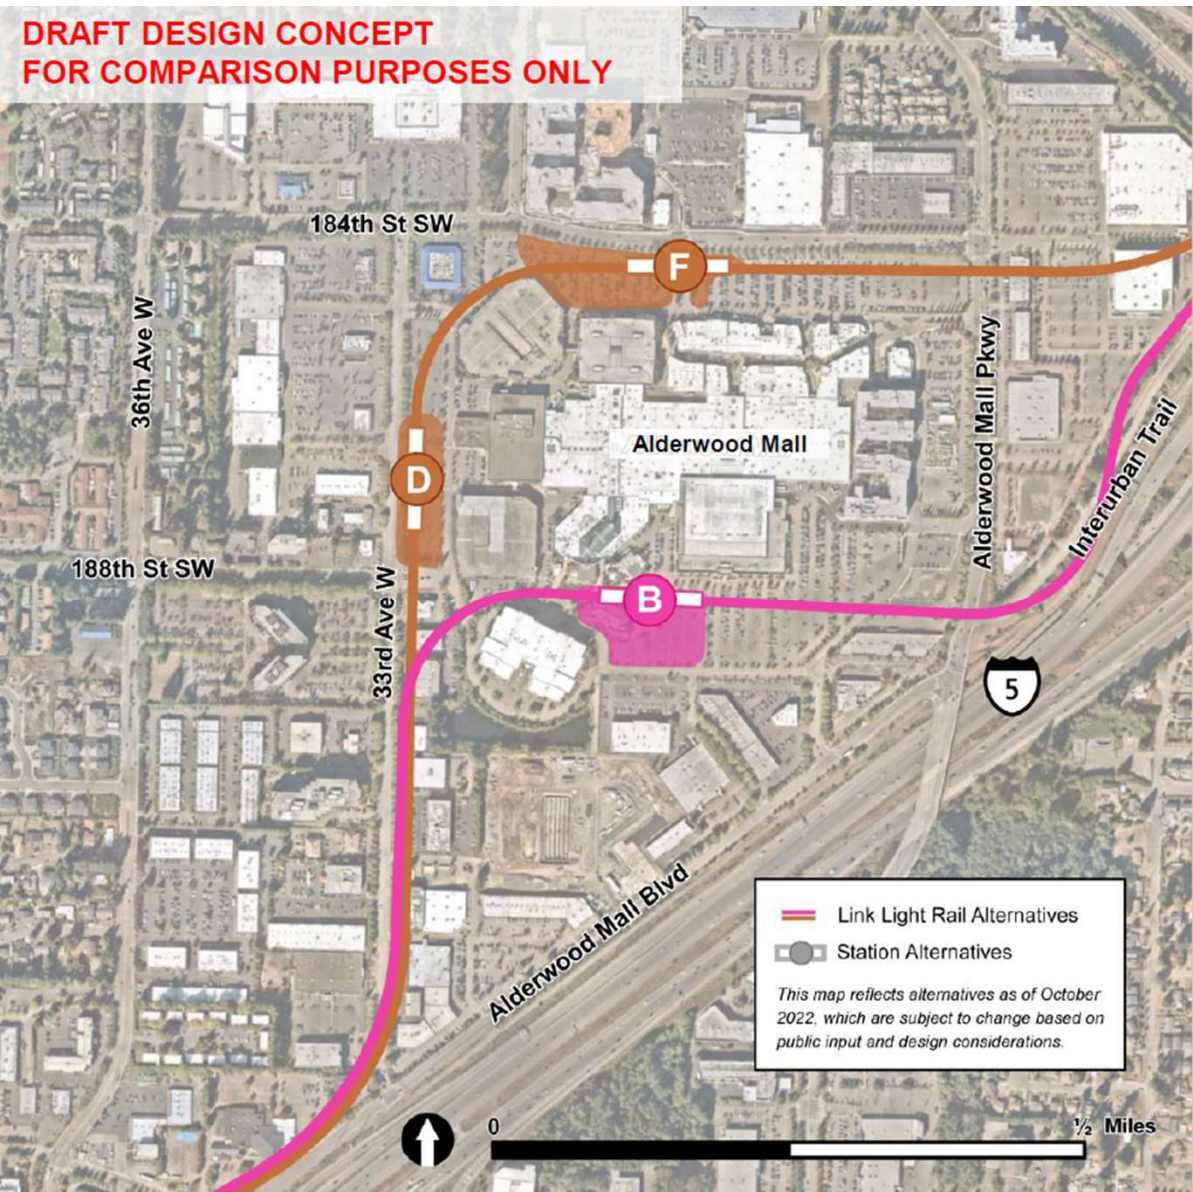 DRAFT DESIGN CONCEPT
FOR COMPARISON PURPOSES ONLY
184th St SW
F
36th Ave W
Alderwood Mall Pkwy
Alderwood Mall
Interurban Trail
D
188th St SW
33rd Ave W
B
5
Alderwood Mall Blvd
Link Light Rail Alternatives
Station Alternatives
This map reflects alternatives as of October
2022, which are subject to change based on
public input and design considerations.
0
½ Miles